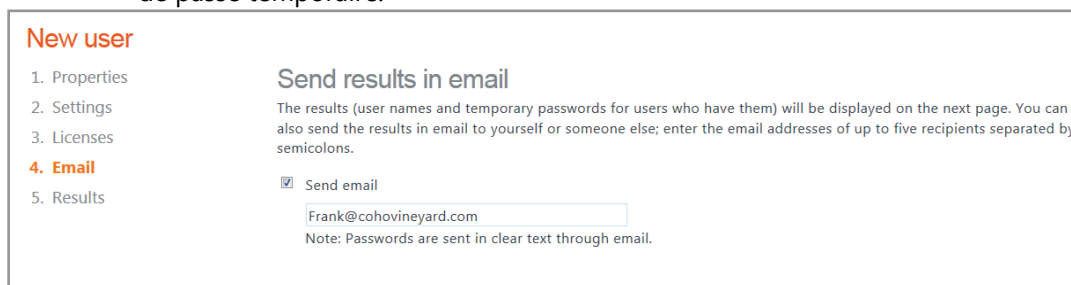 de passe temporaire.
New user
1. Properties
2. Settings
3. Licenses
4. Email
5. Results
Send results in email
The results (user names and temporary passwords for users who have them) will be displayed on the next page. You can
also send the results in email to yourself or someone else; enter the email addresses of up to five recipients separated by
semicolons.
Send email
Frank@cohovineyard.com
Note: Passwords are sent in clear text through email.